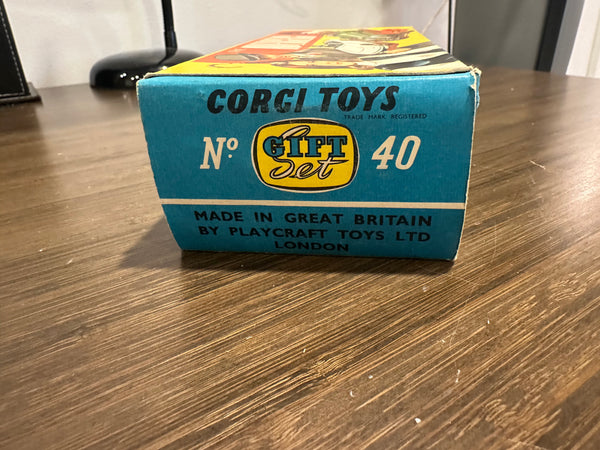 CORGI TOYS
TRADE MARK REGISTERED
Nº. GIFT Set 40
MADE IN GREAT BRITAIN
BY PLAYCRAFT TOYS LTD
LONDON